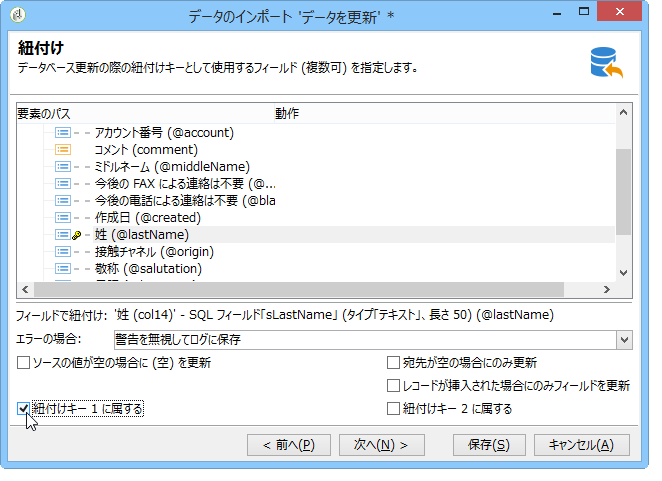 データのインポート 'データを更新' *
紐付け
データベース更新の際の紐付けキーとして使用するフィールド (複数可) を指定します。
要素のパス 動作
アカウント番号 (@account)
コメント (comment)
ミドルネーム (@middleName)
今後の FAX による連絡は不要 (@...
今後の電話による連絡は不要 (@bla
作成日 (@created)
姓 (@lastName)
接触チャネル (@origin)
敬称 (@salutation)
フィールドで紐付け: '姓 (col14)' - SQL フィールド「sLastName」 (タイプ「テキスト」、長さ 50) (@lastName)
エラーの場合: 警告を無視してログに保存
ソースの値が空の場合に (空) を更新 宛先が空の場合にのみ更新
レコードが挿入された場合にのみフィールドを更新
紐付けキー 1 に属する 紐付けキー 2 に属する
< 前へ(P) 次へ(N) > 保存(S) キャンセル(A)